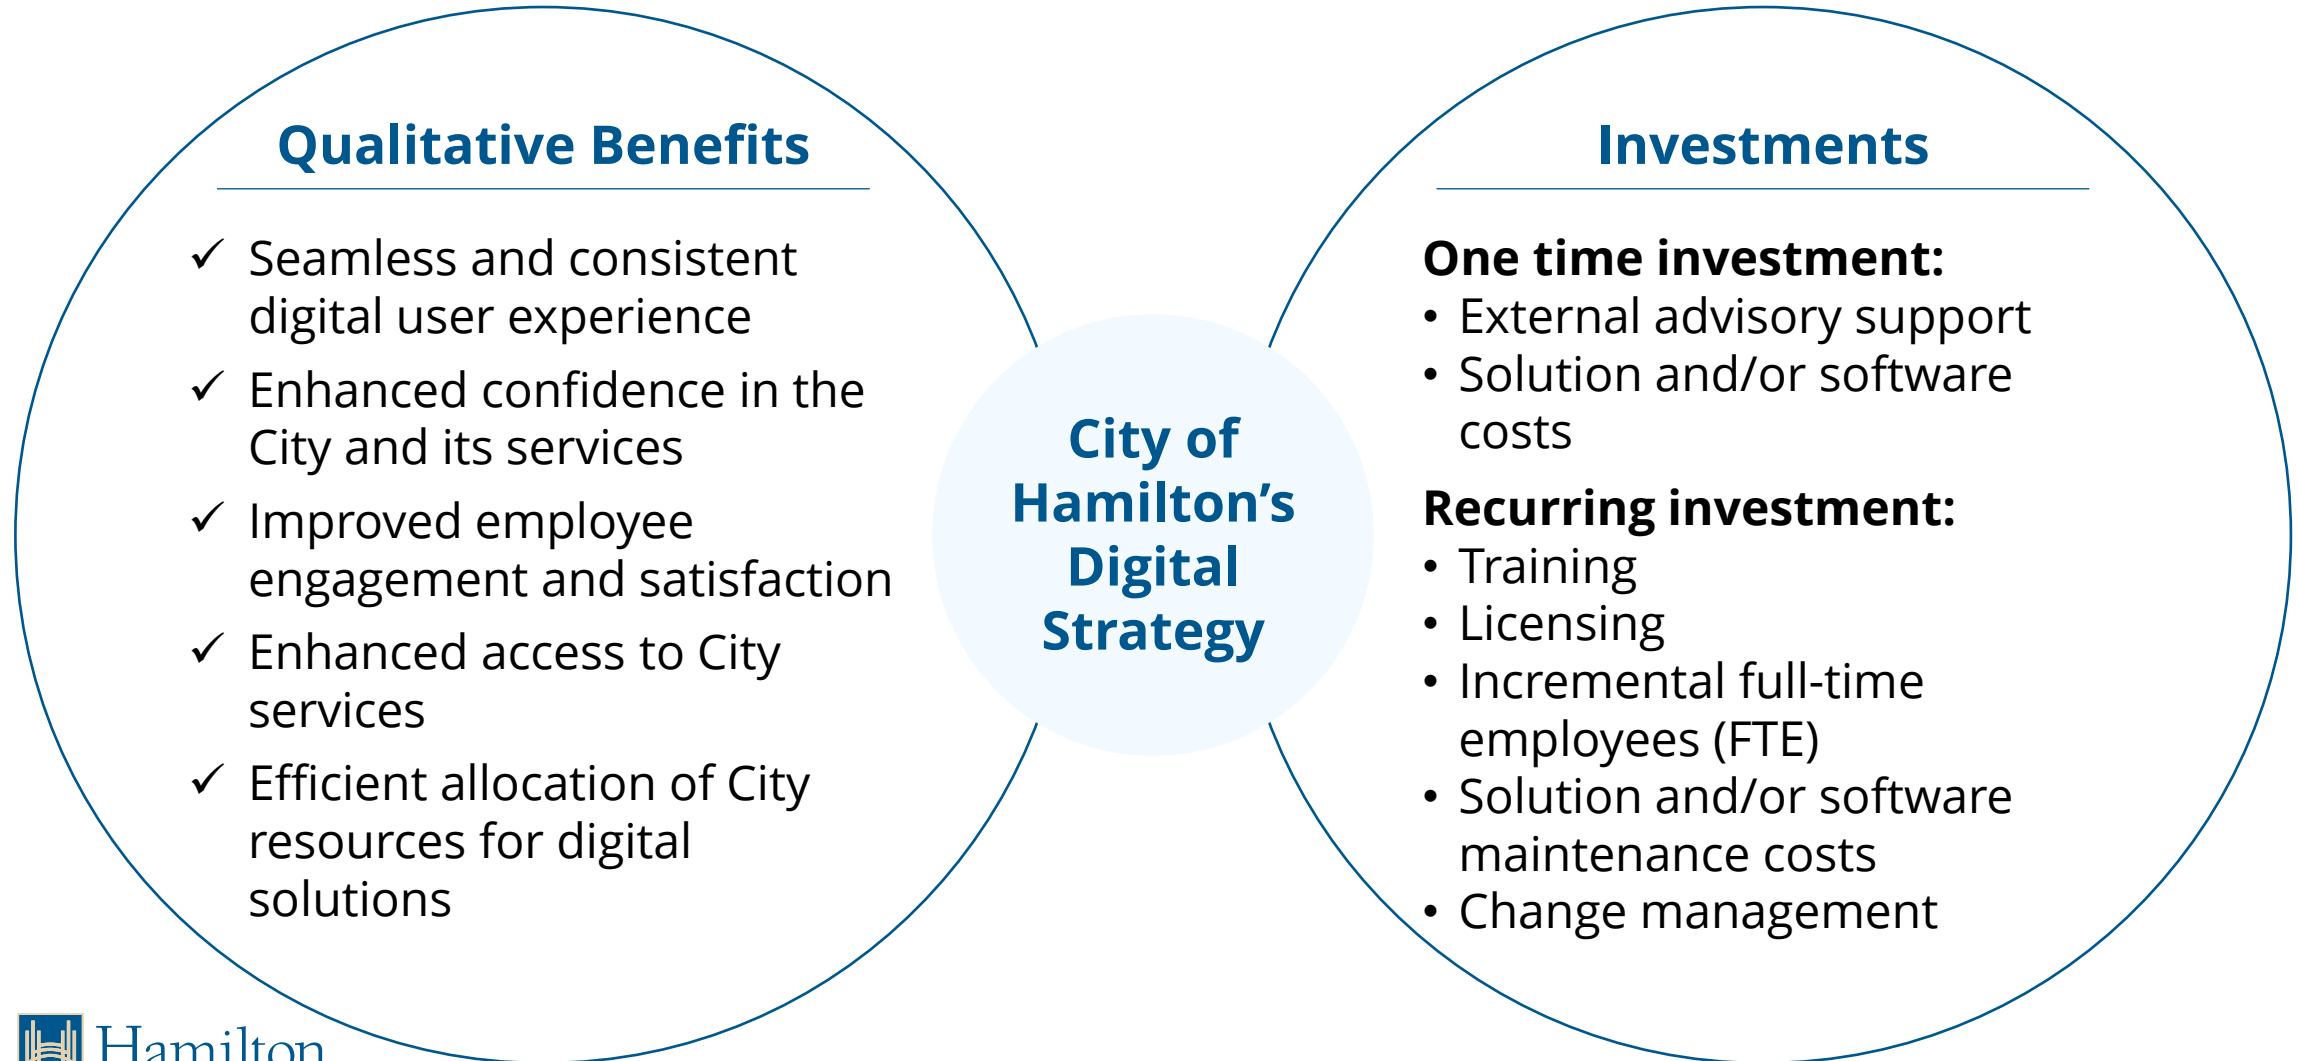 Qualitative Benefits
✓ Seamless and consistent
digital user experience
✓ Enhanced confidence in the
City and its services
✓ Improved employee
engagement and satisfaction
✓ Enhanced access to City
services
✓ Efficient allocation of City
resources for digital
solutions
City of
Hamilton’s
Digital
Strategy
Investments
One time investment:
• External advisory support
• Solution and/or software
costs
Recurring investment:
• Training
• Licensing
• Incremental full-time
employees (FTE)
• Solution and/or software
maintenance costs
• Change management
Hamilton